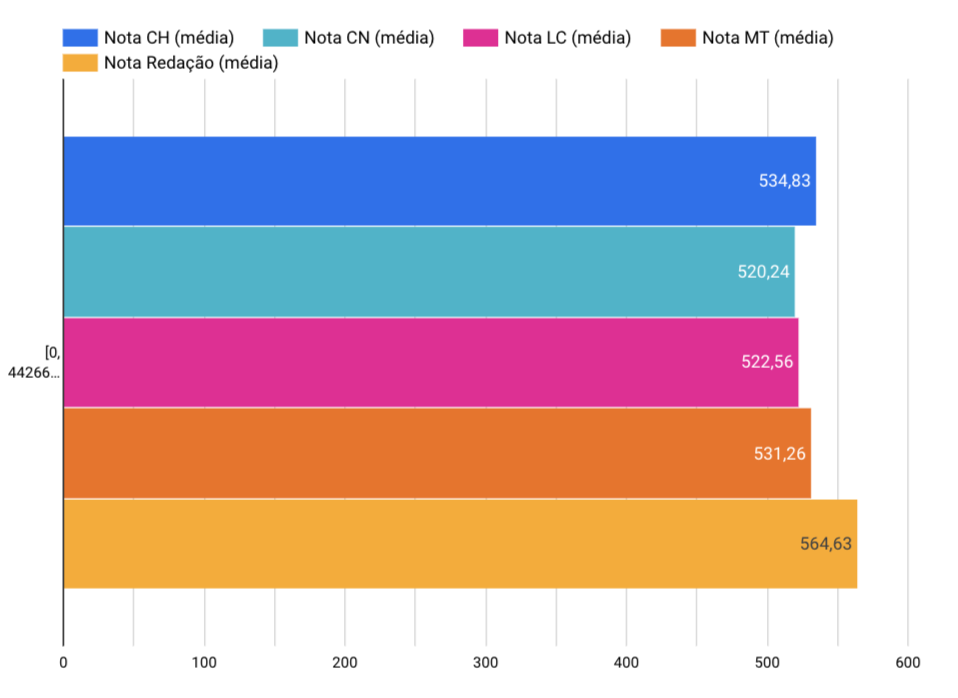 Nota CH (média) Nota CN (média) Nota LC (média) Nota MT (média)
Nota Redação (média)
534,83
520,24
522,56
[0,
44266...
531,26
564,63
0 100 200 300 400 500 600